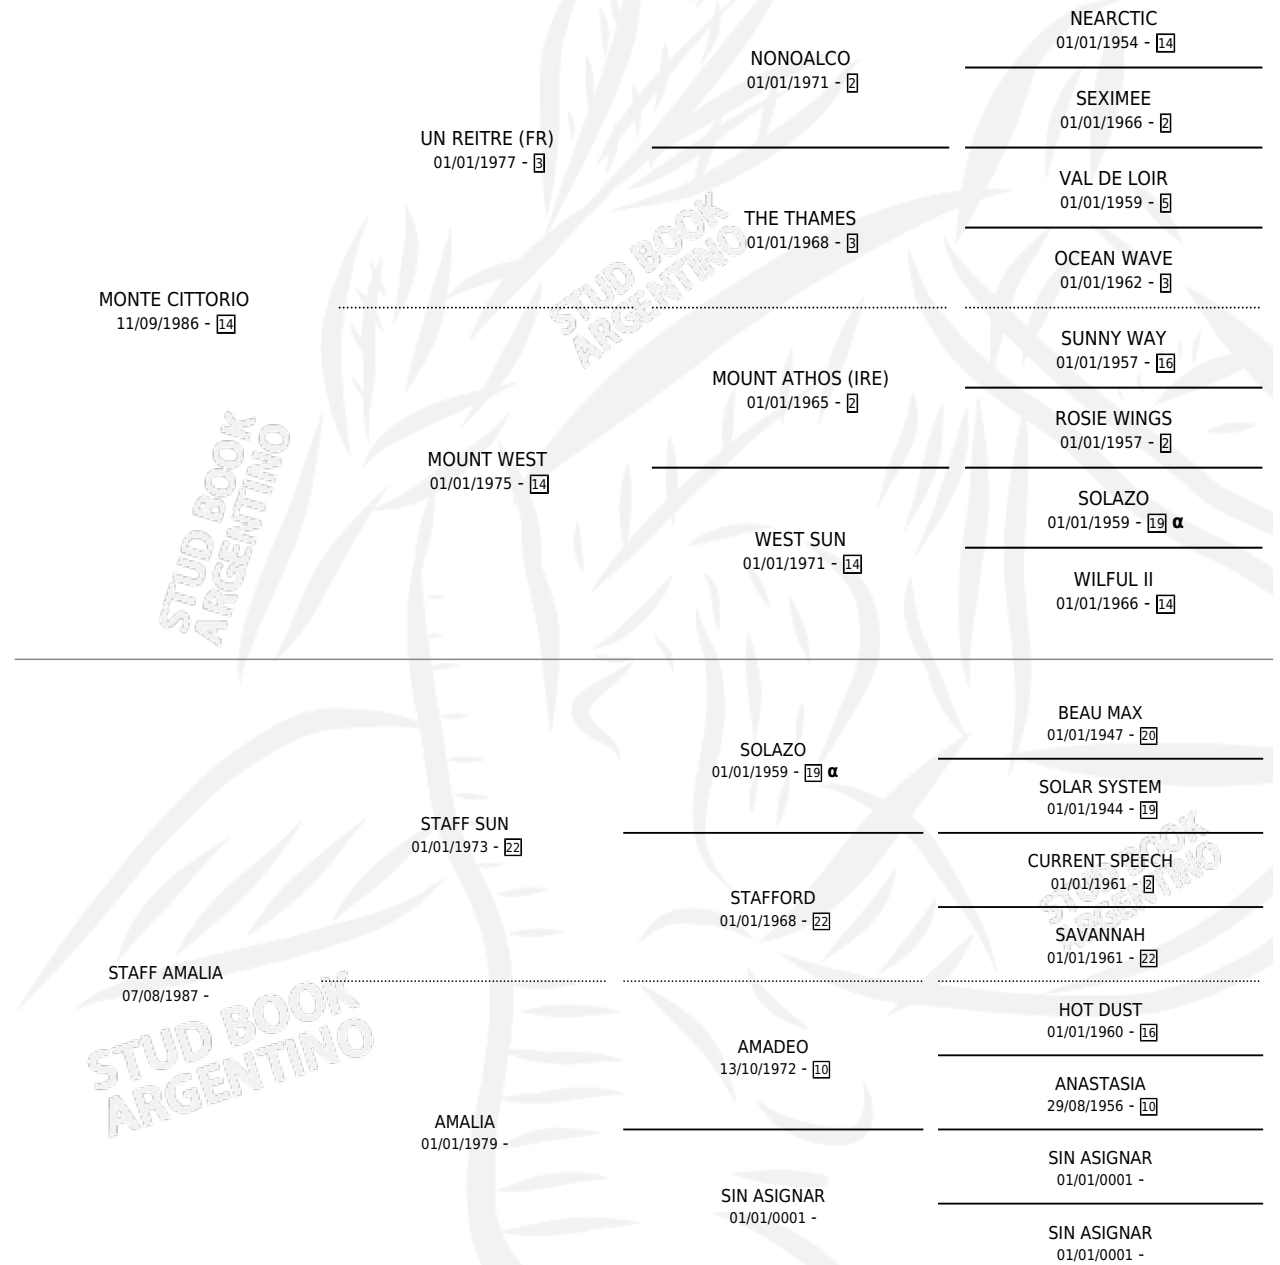 NEARCTIC
01/01/1954 - 14
NONOALCO
01/01/1971 - 2
SEXIMEE
01/01/1966 - 2
UN REITRE (FR)
01/01/1977 - 3
VAL DE LOIR
01/01/1959 - 5
THE THAMES
01/01/1968 - 3
OCEAN WAVE
01/01/1962 - 3
MONTE CITTORIO
11/09/1986 - 14
SUNNY WAY
01/01/1957 - 16
MOUNT ATHOS (IRE)
01/01/1965 - 2
ROSIE WINGS
01/01/1957 - 2
MOUNT WEST
01/01/1975 - 14
SOLAZO
01/01/1959 - 19 α
WEST SUN
01/01/1971 - 14
WILFUL II
01/01/1966 - 14
BEAU MAX
01/01/1947 - 20
SOLAZO
01/01/1959 - 19 α
SOLAR SYSTEM
01/01/1944 - 19
STAFF SUN
01/01/1973 - 22
CURRENT SPEECH
01/01/1961 - 2
STAFFORD
01/01/1968 - 22
SAVANNAH
01/01/1961 - 22
STAFF AMALIA
07/08/1987 -
HOT DUST
01/01/1960 - 16
AMADEO
13/10/1972 - 10
ANASTASIA
29/08/1956 - 10
AMALIA
01/01/1979 -
SIN ASIGNAR
01/01/0001 -
SIN ASIGNAR
01/01/0001 -
SIN ASIGNAR
01/01/0001 -
STUD BOOK
ARGENTINO
STUD BOOK
ARGENTINO
STUD BOOK
ARGENTINO
STUD BOOK
ARGENTINO